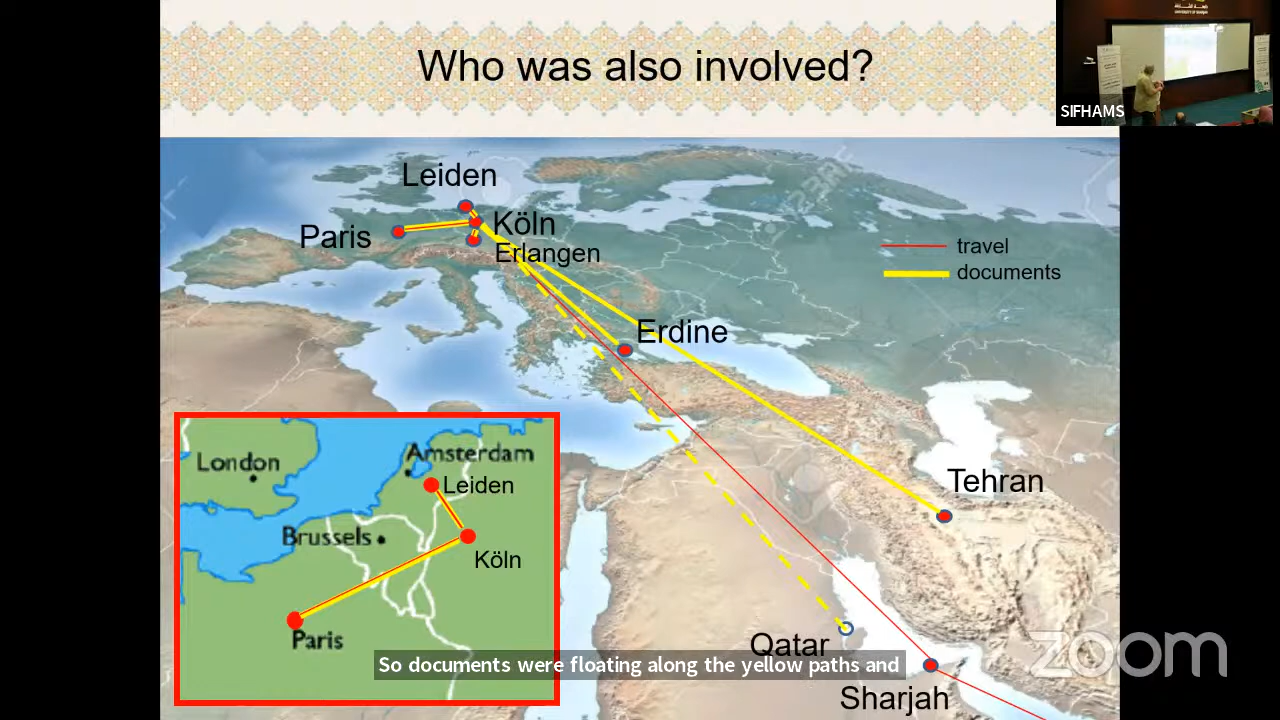 Who was also involved?
SIFHAMS
Leiden
Paris
Köln
Erlangen
travel
documents
Erdine
Tehran
Qatar
Sharjah
London
Amsterdam
Leiden
Brussels
Köln
Paris
So documents were floating along the yellow paths and
zoom